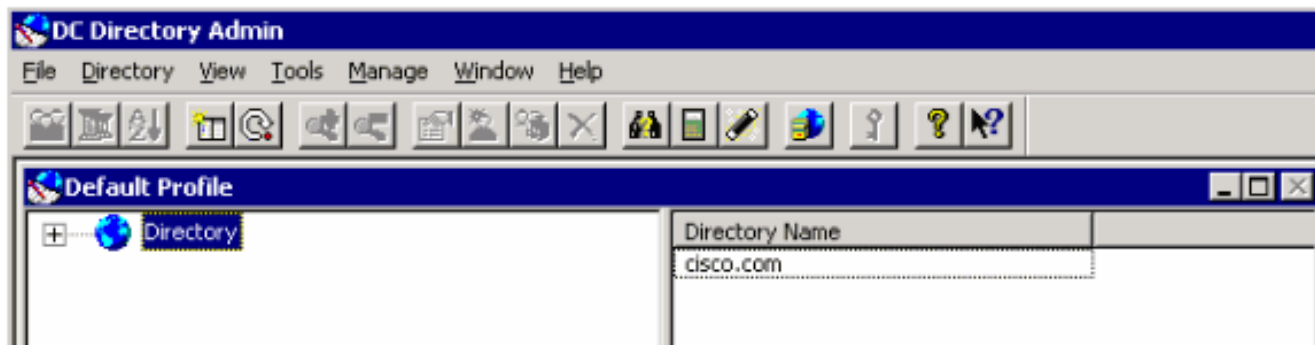 DC Directory Admin
File Directory View Tools Manage Window Help
Default Profile
Directory
Directory Name
cisco.com